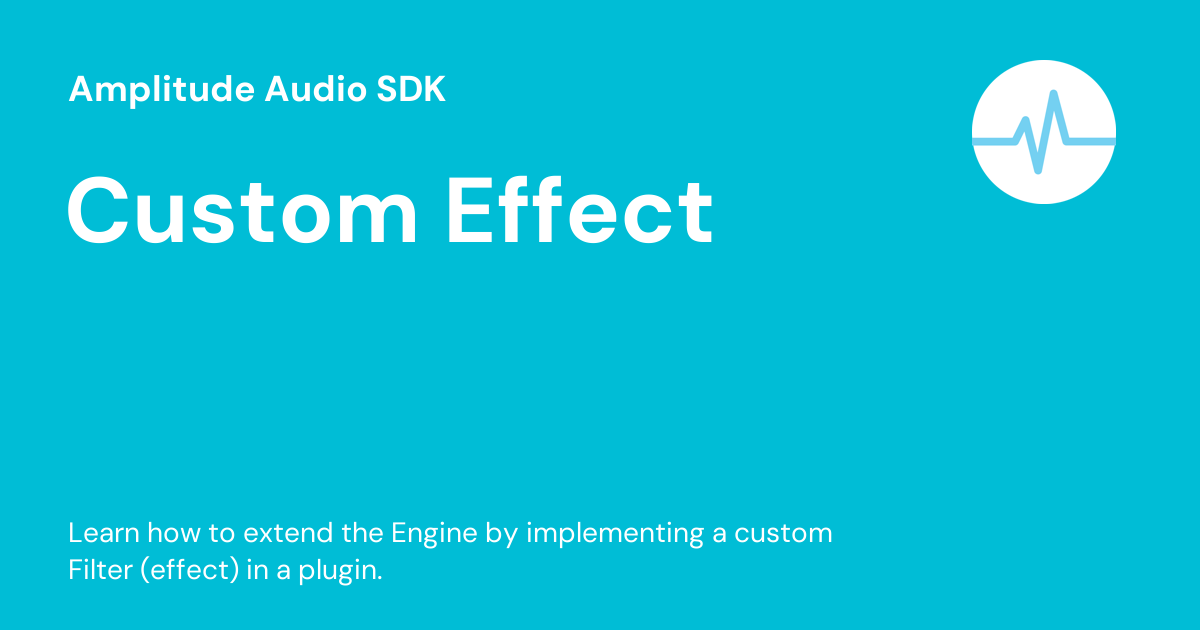 Amplitude Audio SDK
Custom Effect
Learn how to extend the Engine by implementing a custom
Filter (effect) in a plugin.